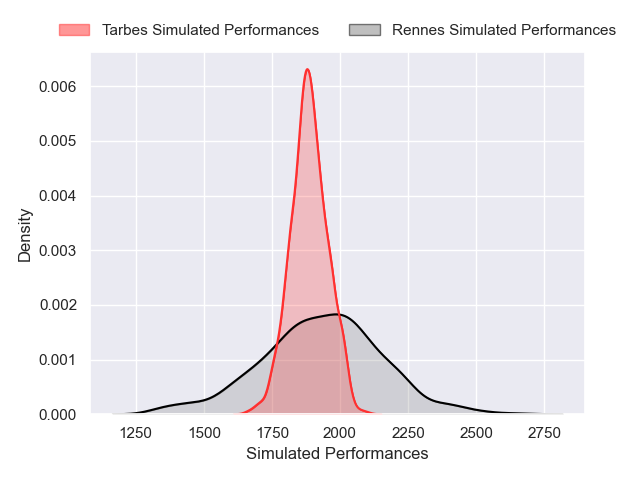 Tarbes Simulated Performances
Rennes Simulated Performances
0.006
0.005
0.004
0.003
0.002
0.001
0.000
Density
1250 1500 1750 2000 2250 2500 2750
Simulated Performances